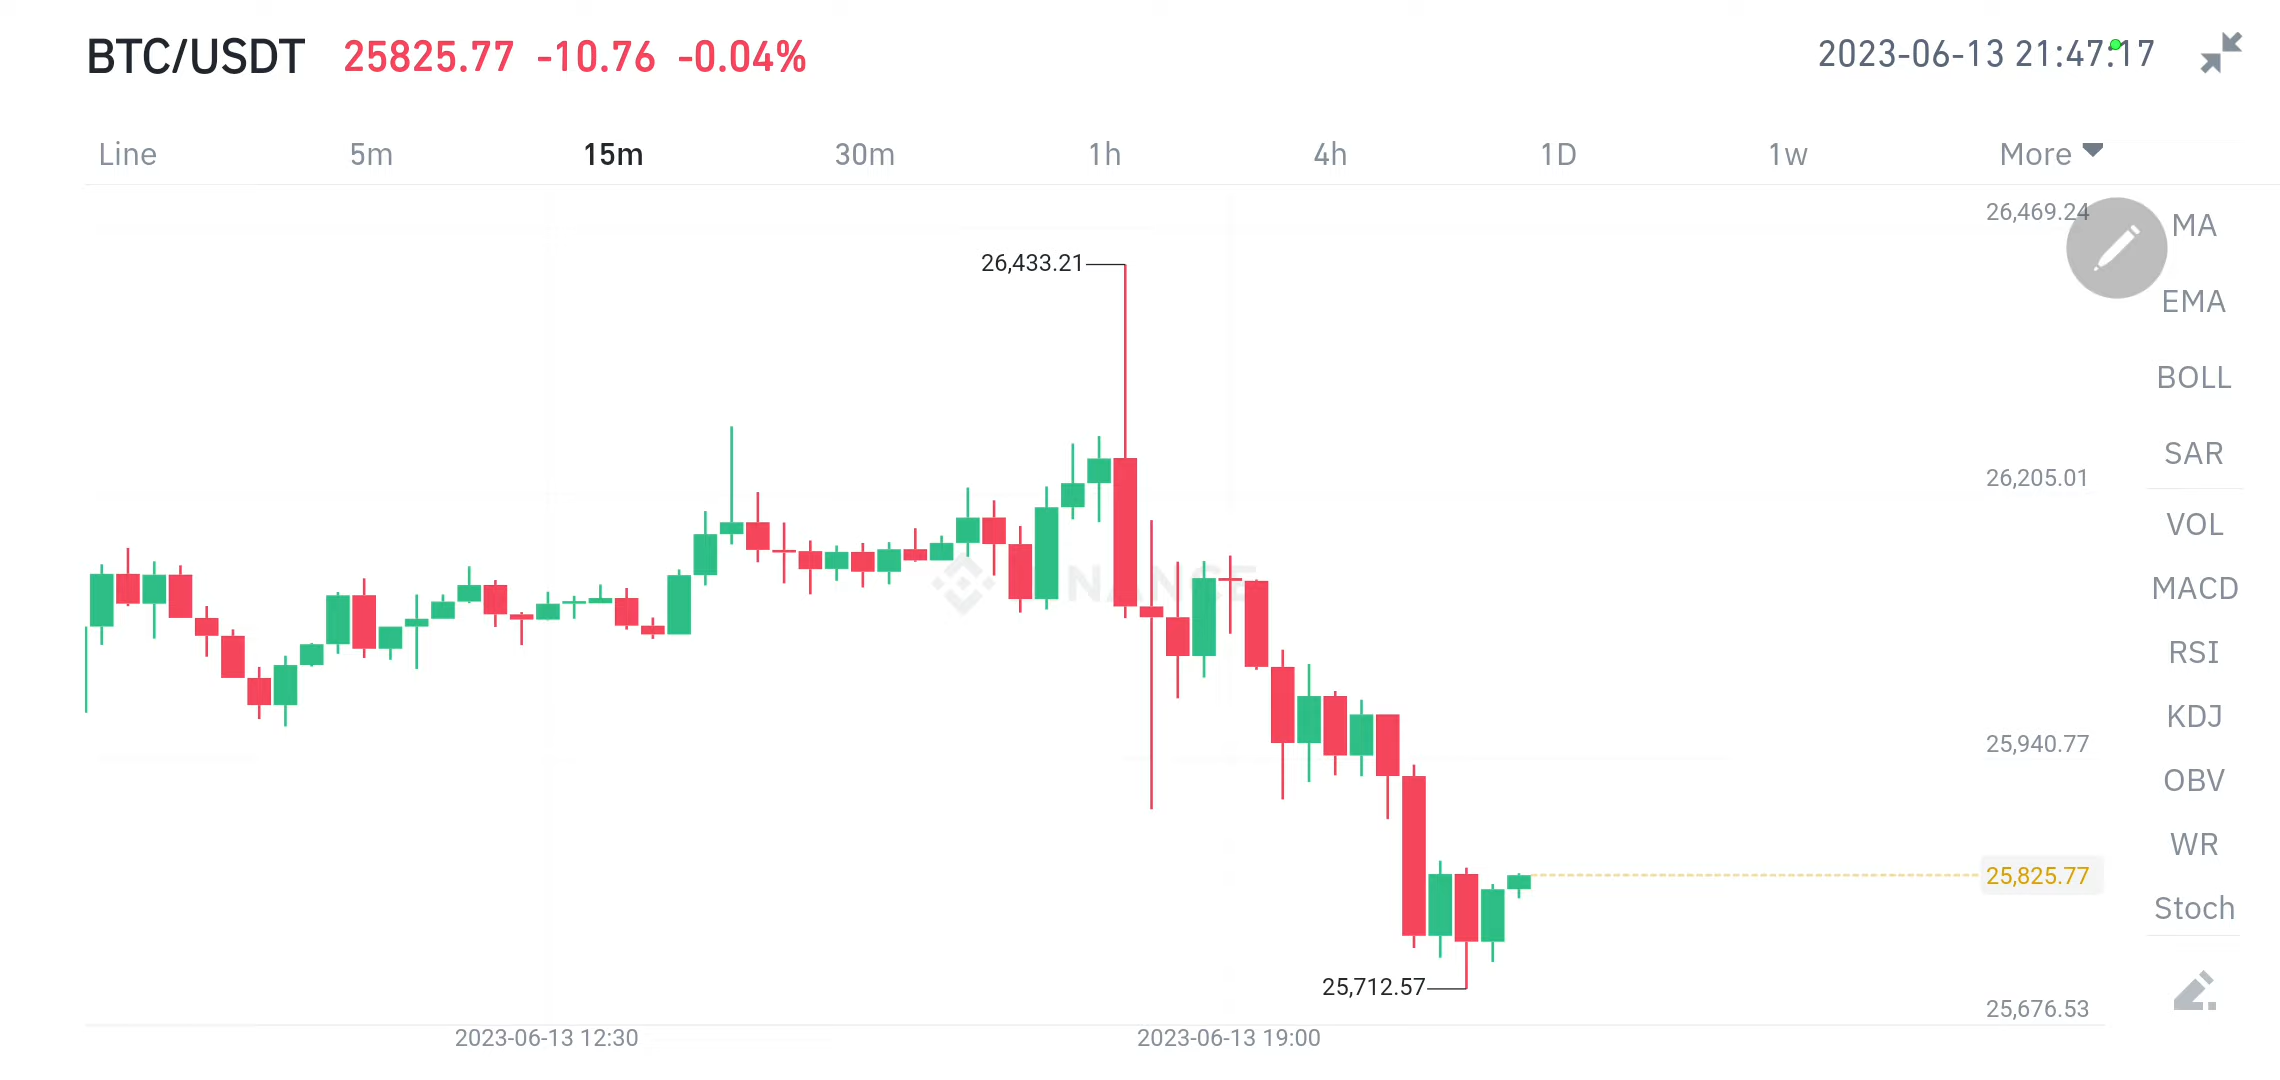 BTC/USDT 25825.77 -10.76 -0.04% 2023-06-13 21:47:17
Line 5m 15m 30m 1h 4h 1D 1w More
26,469.24
MA
26,433.21
EMA
BOLL
SAR
26,205.01
VOL
BINANCE
MACD
RSI
KDJ
25,940.77
OBV
WR
25,825.77
Stoch
25,712.57
25,676.53
2023-06-13 12:30 2023-06-13 19:00